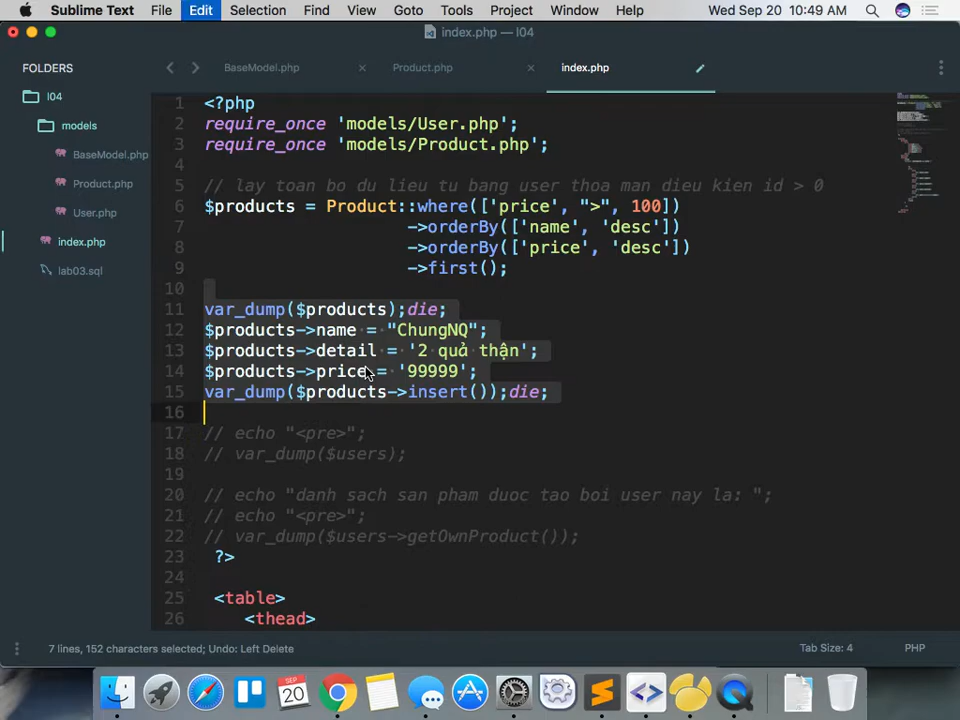 Sublime Text File Edit Selection Find View Goto Tools Project Window Help Wed Sep 20 10:49 AM
index.php — l04
FOLDERS
l04
models
BaseModel.php
Product.php
User.php
index.php
lab03.sql
BaseModel.php Product.php index.php
1 <?php
2 require_once 'models/User.php';
3 require_once 'models/Product.php';
4
5 // lay toan bo du lieu tu bang user thoa man dieu kien id > 0
6 $products = Product::where(['price', ">", 100])
7 ->orderBy(['name', 'desc'])
8 ->orderBy(['price', 'desc'])
9 ->first();
10
11 var_dump($products);die;
12 $products->name = "ChungNQ";
13 $products->detail = '2 quả thận';
14 $products->price = '99999';
15 var_dump($products->insert());die;
16
17 // echo "<pre>";
18 // var_dump($users);
19
20 // echo "danh sach san pham duoc tao boi user nay la: ";
21 // echo "<pre>";
22 // var_dump($users->getOwnProduct());
23 ?>
24
25 <table>
26 <thead>
7 lines, 152 characters selected; Undo: Left Delete Tab Size: 4 PHP
SEP
20